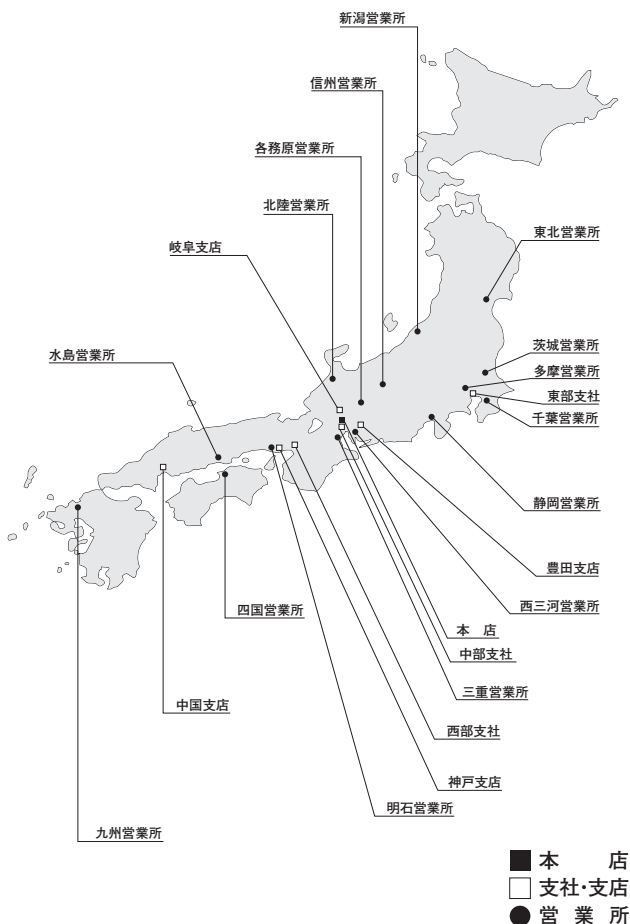 新潟営業所
信州営業所
各務原営業所
北陸営業所
岐阜支店
東北営業所
水島営業所
茨城営業所
多摩営業所
東部支社
千葉営業所
静岡営業所
豊田支店
西三河営業所
四国営業所
本　店
中部支社
三重営業所
中国支店
西部支社
神戸支店
明石営業所
九州営業所
本　店
支社・支店
営業所